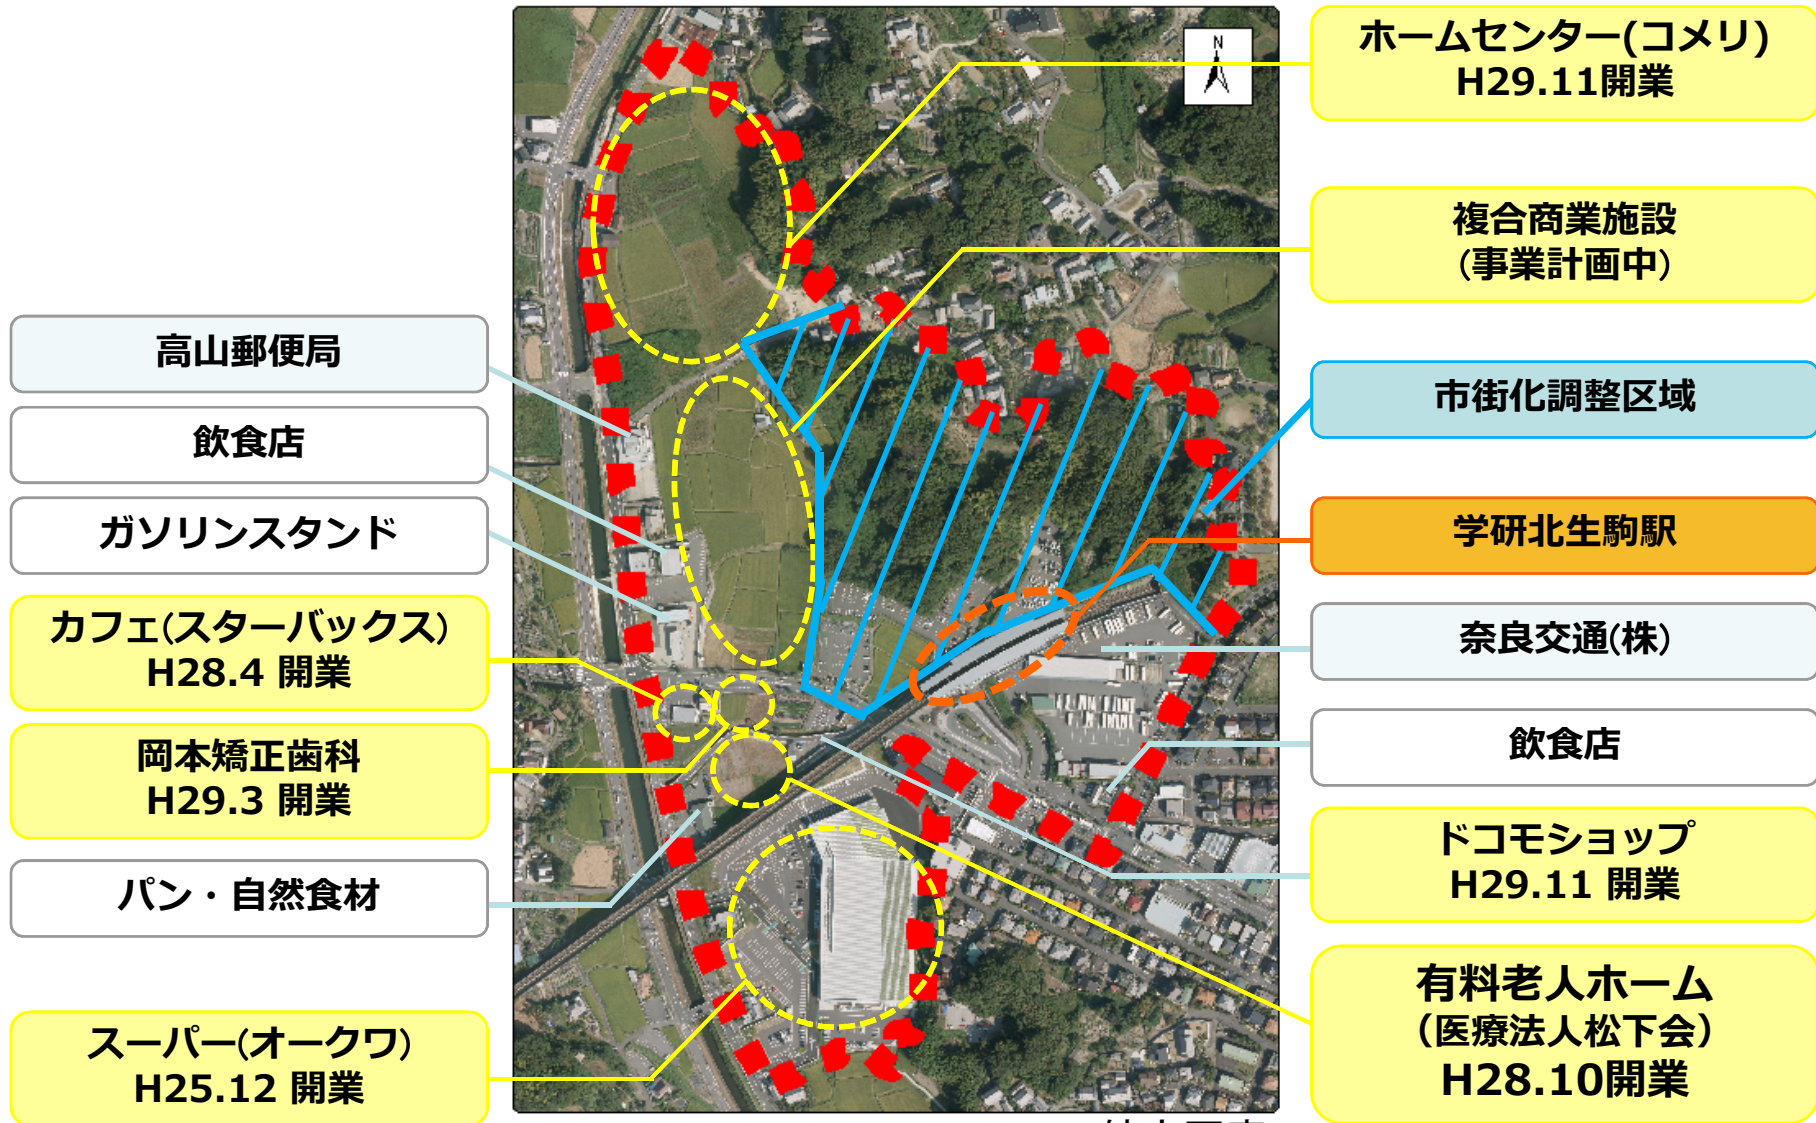 ホームセンター(コメリ)
H29.11開業
N
複合商業施設
(事業計画中)
高山郵便局
市街化調整区域
飲食店
ガソリンスタンド
学研北生駒駅
カフェ(スターバックス)
H28.4 開業
奈良交通(株)
岡本矯正歯科
H29.3 開業
飲食店
パン・自然食材
ドコモショップ
H29.11 開業
スーパー(オークワ)
H25.12 開業
有料老人ホーム
(医療法人松下会)
H28.10開業